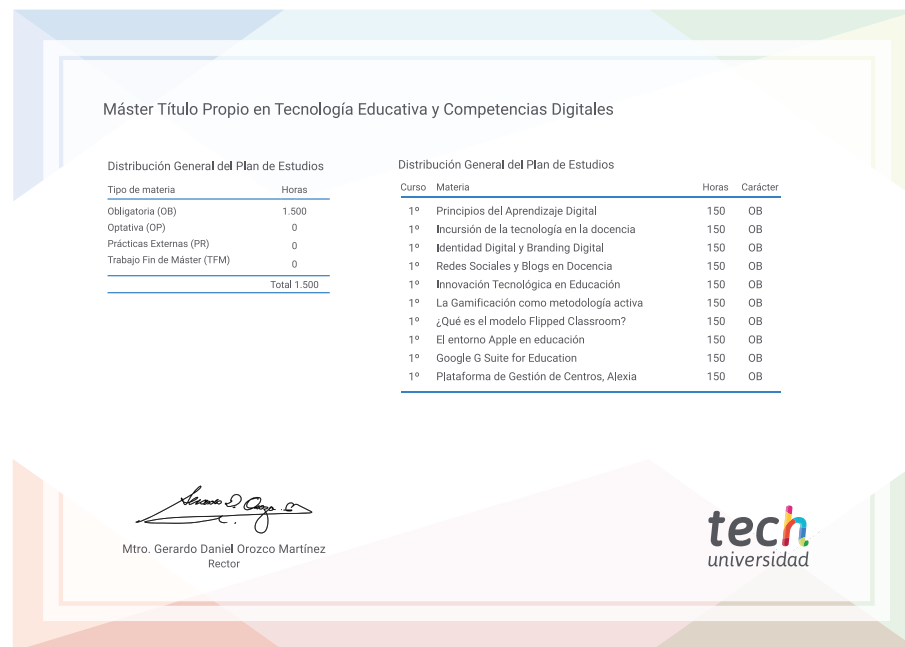 Máster Título Propio en Tecnología Educativa y Competencias Digitales
Distribución General del Plan de Estudios
Tipo de materia Horas
Obligatoria (OB) 1.500
Optativa (OP) 0
Prácticas Externas (PR) 0
Trabajo Fin de Máster (TFM) 0
Total 1.500
Distribución General del Plan de Estudios
Curso Materia Horas Carácter
1º Principios del Aprendizaje Digital 150 OB
1º Incursión de la tecnología en la docencia 150 OB
1º Identidad Digital y Branding Digital 150 OB
1º Redes Sociales y Blogs en Docencia 150 OB
1º Innovación Tecnológica en Educación 150 OB
1º La Gamificación como metodología activa 150 OB
1º ¿Qué es el modelo Flipped Classroom? 150 OB
1º El entorno Apple en educación 150 OB
1º Google G Suite for Education 150 OB
1º Plataforma de Gestión de Centros, Alexia 150 OB
Mtro. Gerardo Daniel Orozco Martínez
Rector
tech
universidad